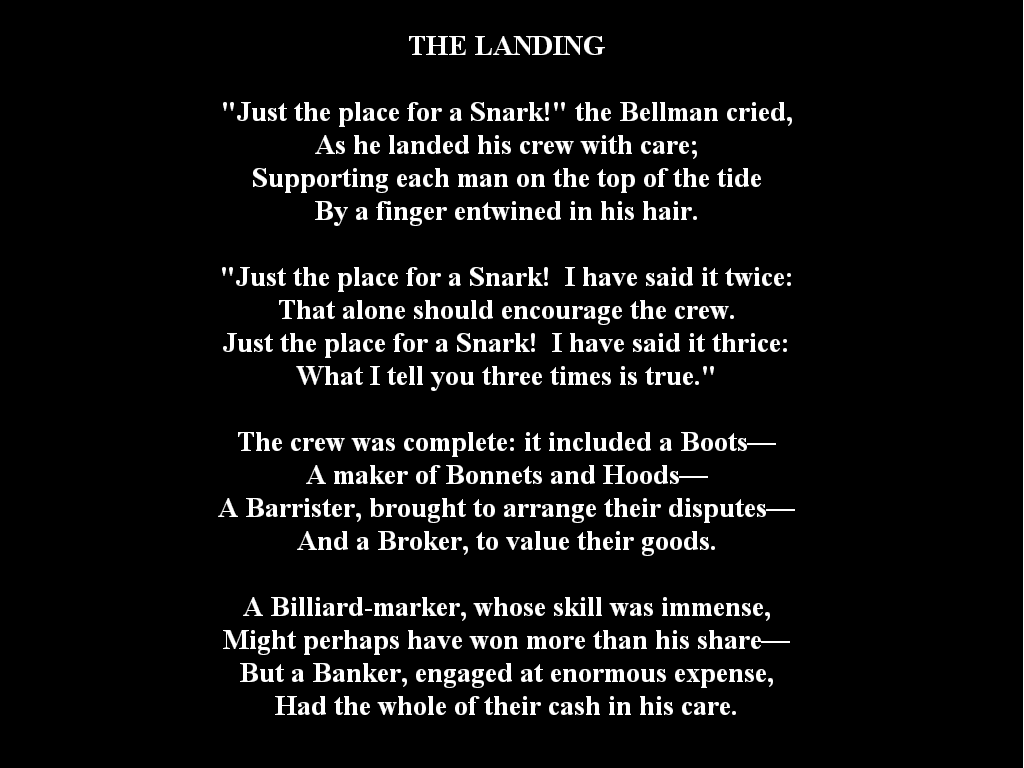 THE LANDING
"Just the place for a Snark!" the Bellman cried,
As he landed his crew with care;
Supporting each man on the top of the tide
By a finger entwined in his hair.
"Just the place for a Snark!  I have said it twice:
That alone should encourage the crew.
Just the place for a Snark!  I have said it thrice:
What I tell you three times is true."
The crew was complete: it included a Boots—
A maker of Bonnets and Hoods—
A Barrister, brought to arrange their disputes—
And a Broker, to value their goods.
A Billiard-marker, whose skill was immense,
Might perhaps have won more than his share—
But a Banker, engaged at enormous expense,
Had the whole of their cash in his care.